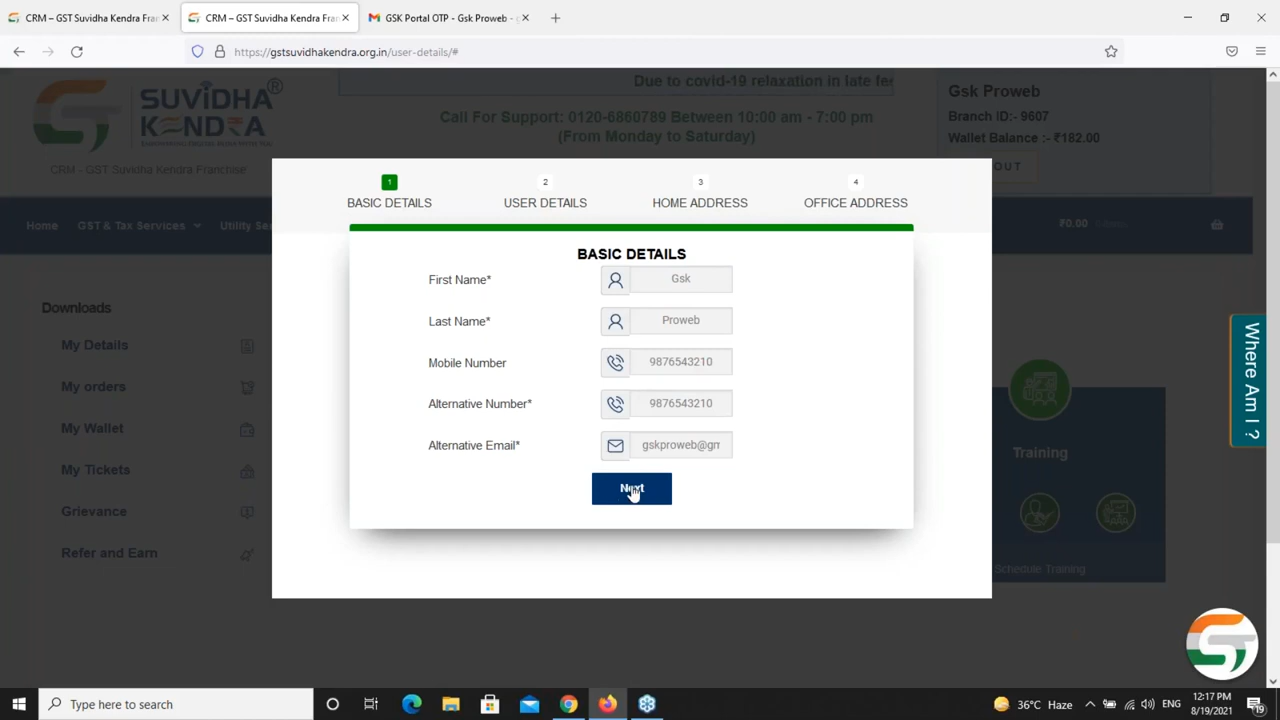 CRM – GST Suvidha Kendra Fra
CRM – GST Suvidha Kendra Fra
GSK Portal OTP - Gsk Proweb -
https://gstsuvidhakendra.org.in/user-details/#
SUVIDHA®
KENDRA
CRM - GST Suvidha Kendra Franchise
Due to covid-19 relaxation in late fe
Call For Support: 0120-6860789 Between 10:00 am - 7:00 pm
(From Monday to Saturday)
Gsk Proweb
Branch ID:- 9607
Wallet Balance :- ₹182.00
OUT
Home
GST & Tax Services
Utility Se
₹0.00
1
2
3
4
BASIC DETAILS
USER DETAILS
HOME ADDRESS
OFFICE ADDRESS
BASIC DETAILS
First Name*
Gsk
Last Name*
Proweb
Mobile Number
9876543210
Alternative Number*
9876543210
Alternative Email*
gskproweb@gm
Next
Downloads
My Details
My orders
My Wallet
My Tickets
Grievance
Refer and Earn
Training
Schedule Training
Where Am I ?
Type here to search
36°C Haze
ENG
12:17 PM
8/19/2021
19